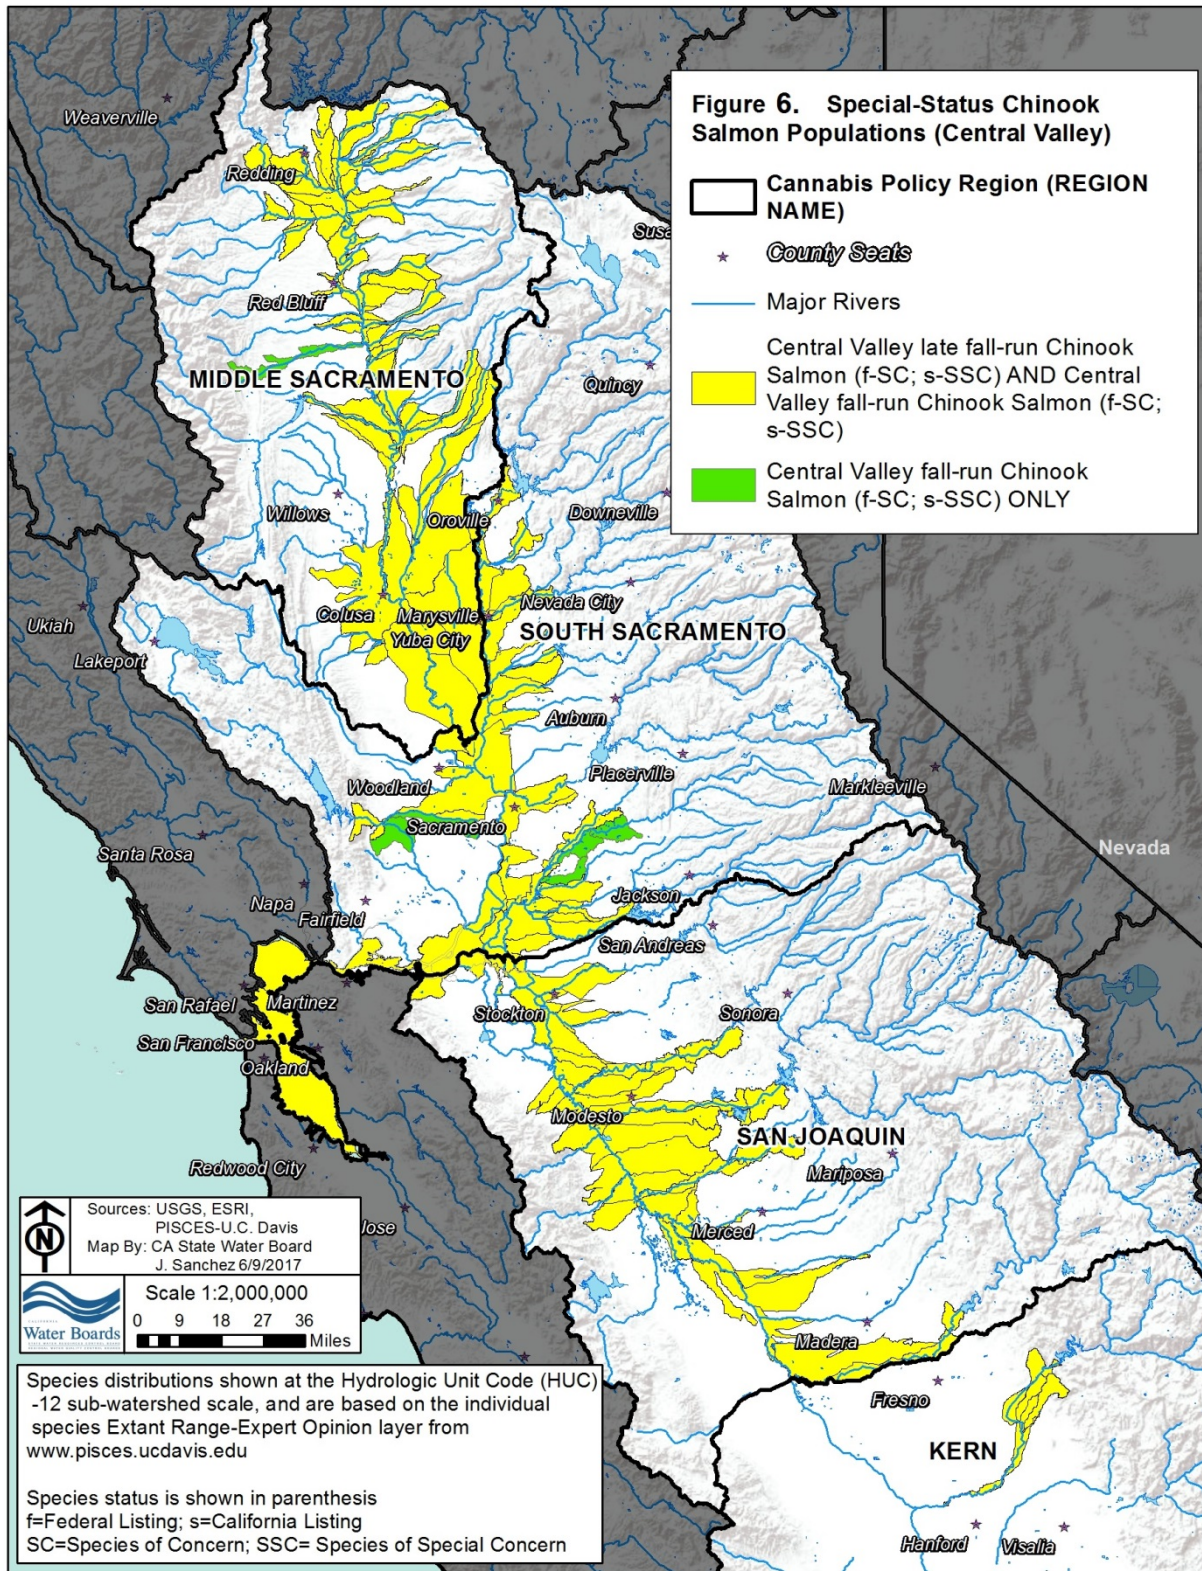 Figure 6. Special-Status Chinook
Salmon Populations (Central Valley)
Cannabis Policy Region (REGION
NAME)
County Seats
Major Rivers
Central Valley late fall-run Chinook
Salmon (f-SC; s-SSC) AND Central
Valley fall-run Chinook Salmon (f-SC;
s-SSC)
Central Valley fall-run Chinook
Salmon (f-SC; s-SSC) ONLY
Weaverville
Redding
Susa
Red Bluff
MIDDLE SACRAMENTO
Quincy
Willows
Oroville
Downeville
Colusa
Marysville
Nevada City
Yuba City
SOUTH SACRAMENTO
Ukiah
Lakeport
Auburn
Woodland
Placerville
Markleeville
Sacramento
Santa Rosa
Nevada
Napa
Fairfield
Jackson
San Andreas
San Rafael
Martinez
Stockton
Sonora
San Francisco
Oakland
Modesto
SAN JOAQUIN
Redwood City
Mariposa
Merced
Jose
Madera
Fresno
KERN
Hanford
Visalia
N
Sources: USGS, ESRI,
PISCES-U.C. Davis
Map By: CA State Water Board
J. Sanchez 6/9/2017
CALIFORNIA
Water Boards
Scale 1:2,000,000
0 9 18 27 36
Miles
Species distributions shown at the Hydrologic Unit Code (HUC)
-12 sub-watershed scale, and are based on the individual
species Extant Range-Expert Opinion layer from
www.pisces.ucdavis.edu
Species status is shown in parenthesis
f=Federal Listing; s=California Listing
SC=Species of Concern; SSC= Species of Special Concern